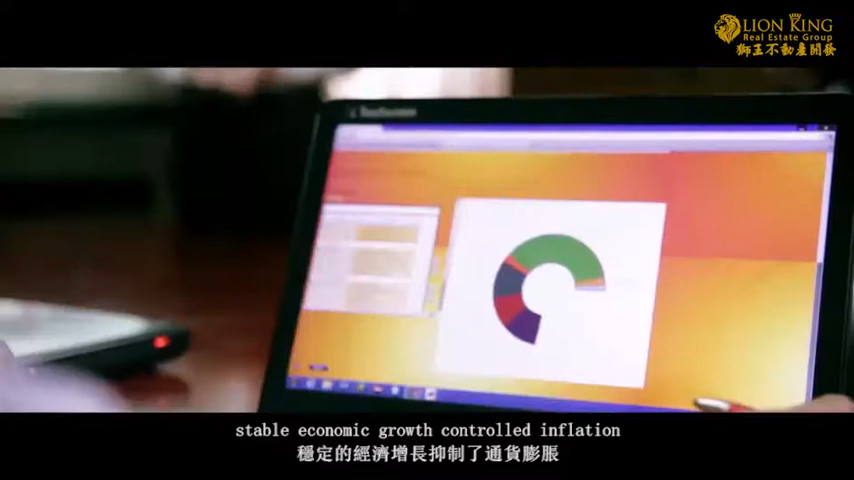 LION KING
Real Estate Group
獅王不動產開發
stable economic growth controlled inflation
穩定的經濟增長抑制了通貨膨脹